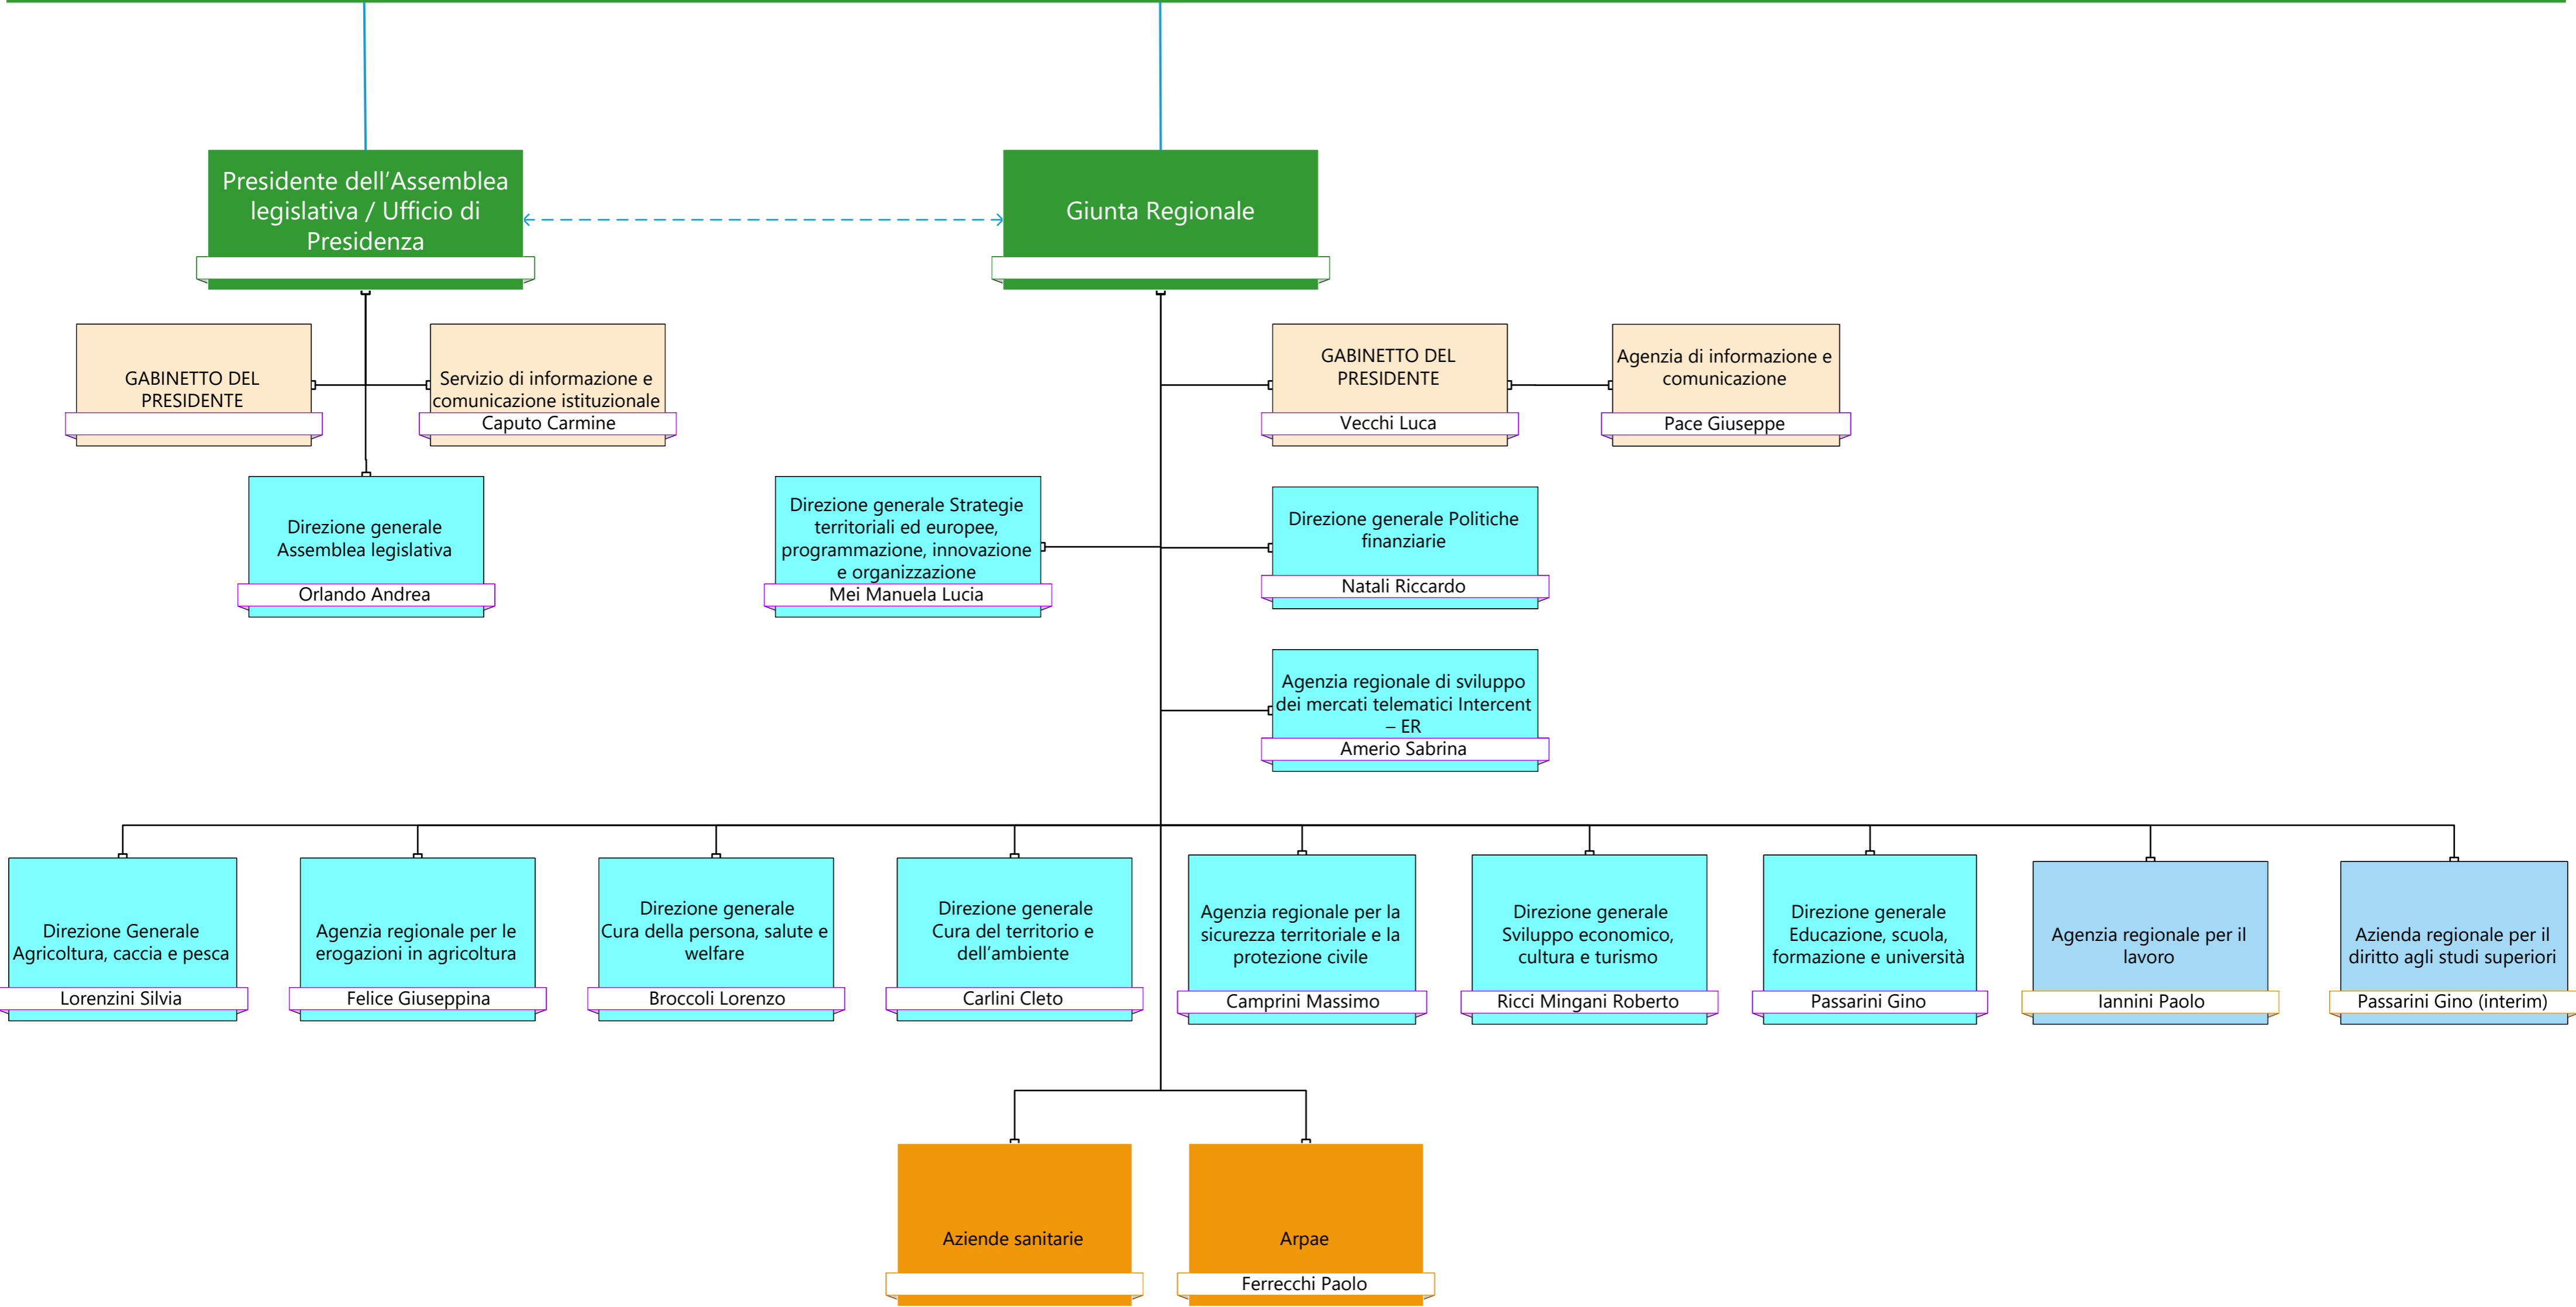 Presidente dell’Assemblea
legislativa / Ufficio di
Presidenza
Giunta Regionale
GABINETTO DEL
PRESIDENTE
Servizio di informazione e
comunicazione istituzionale
Caputo Carmine
GABINETTO DEL
PRESIDENTE
Vecchi Luca
Agenzia di informazione e
comunicazione
Pace Giuseppe
Direzione generale
Assemblea legislativa
Orlando Andrea
Direzione generale Strategie
territoriali ed europee,
programmazione, innovazione
e organizzazione
Mei Manuela Lucia
Direzione generale Politiche
finanziarie
Natali Riccardo
Agenzia regionale di sviluppo
dei mercati telematici Intercent
– ER
Amerio Sabrina
Direzione Generale
Agricoltura, caccia e pesca
Lorenzini Silvia
Agenzia regionale per le
erogazioni in agricoltura
Felice Giuseppina
Direzione generale
Cura della persona, salute e
welfare
Broccoli Lorenzo
Direzione generale
Cura del territorio e
dell’ambiente
Carlini Cleto
Agenzia regionale per la
sicurezza territoriale e la
protezione civile
Camprini Massimo
Direzione generale
Sviluppo economico,
cultura e turismo
Ricci Mingani Roberto
Direzione generale
Educazione, scuola,
formazione e università
Passarini Gino
Agenzia regionale per il
lavoro
Iannini Paolo
Azienda regionale per il
diritto agli studi superiori
Passarini Gino (interim)
Aziende sanitarie
Arpae
Ferrecchi Paolo